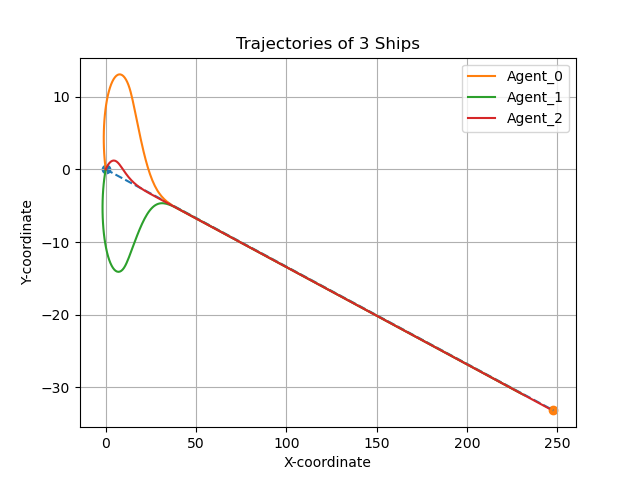 Trajectories of 3 Ships
Agent_0
Agent_1
Agent_2
10
0
−10
−20
−30
Y-coordinate
0
50
100
150
200
250
X-coordinate